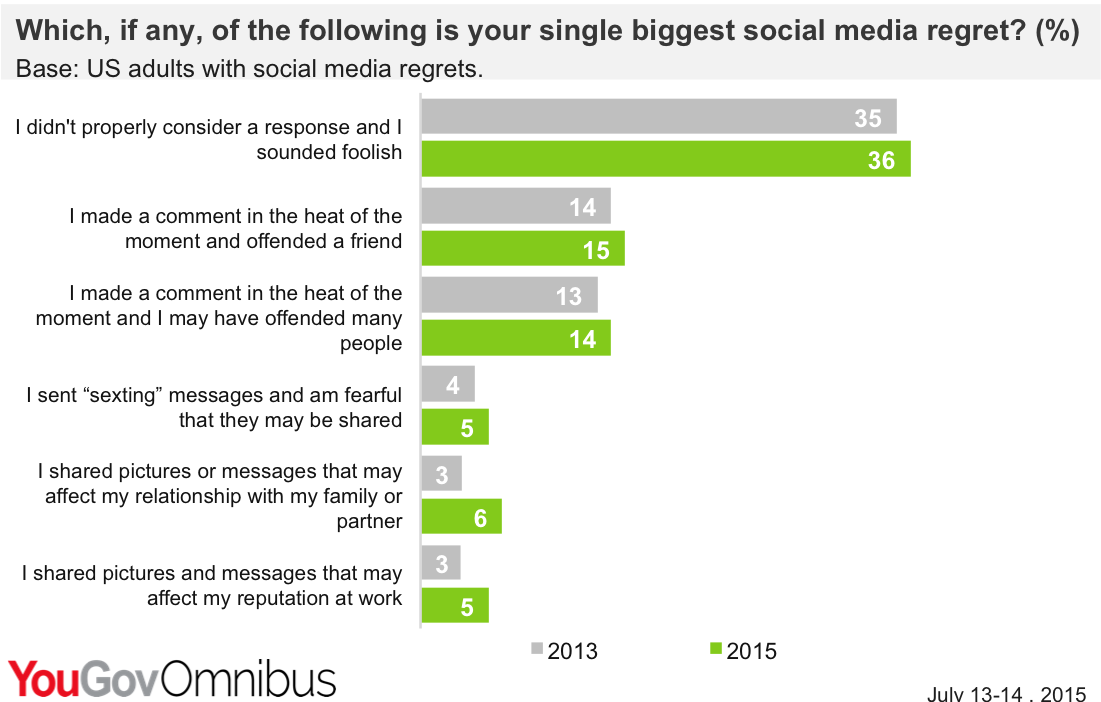 Which, if any, of the following is your single biggest social media regret? (%)
Base: US adults with social media regrets.
I didn't properly consider a response and I
sounded foolish
35
36
I made a comment in the heat of the
moment and offended a friend
14
15
I made a comment in the heat of the
moment and I may have offended many
people
13
14
I sent “sexting” messages and am fearful
that they may be shared
4
5
I shared pictures or messages that may
affect my relationship with my family or
partner
3
6
I shared pictures and messages that may
affect my reputation at work
3
5
2013 2015
YouGovOmnibus
July 13-14 , 2015